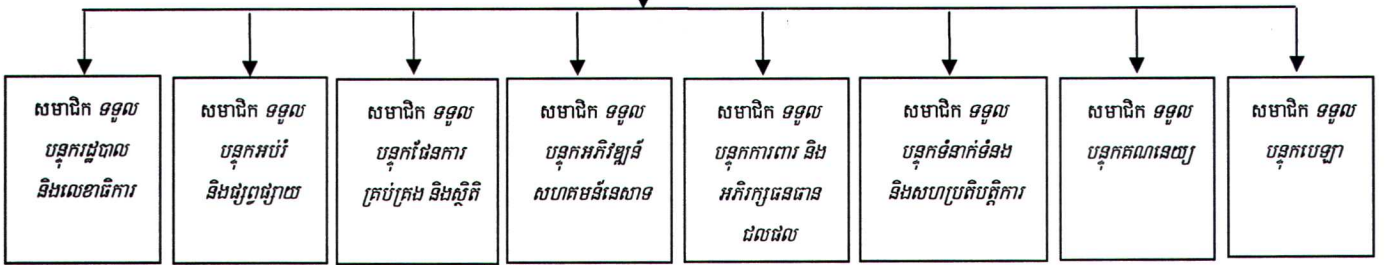 សមាជិក ទទួល
បន្ទុករដ្ឋបាល
និងលេខាធិការ
សមាជិក ទទួល
បន្ទុកអប់រំ
និងផ្សព្វផ្សាយ
សមាជិក ទទួល
បន្ទុកផែនការ
គ្រប់គ្រង និងស្ថិតិ
សមាជិក ទទួល
បន្ទុកអភិវឌ្ឍន៍
សហគមន៍នេសាទ
សមាជិក ទទួល
បន្ទុកការពារ និង
អភិរក្សធនធាន
ជលផល
សមាជិក ទទួល
បន្ទុកទំនាក់ទំនង
និងសហប្រតិបត្តិការ
សមាជិក ទទួល
បន្ទុកគណនេយ្យ
សមាជិក ទទួល
បន្ទុកបេឡា